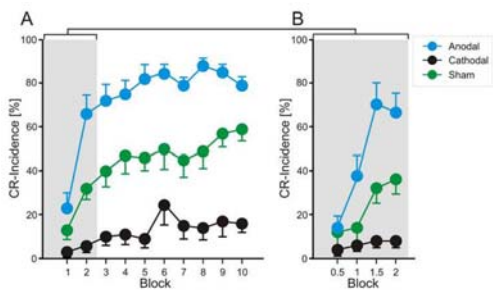 A
B
CR-Incidence [%]
100
80
60
40
20
0
1 2 3 4 5 6 7 8 9 10
Block
CR-Incidence [%]
100
80
60
40
20
0
0.5 1 1.5 2
Block
Anodal
Cathodal
Sham